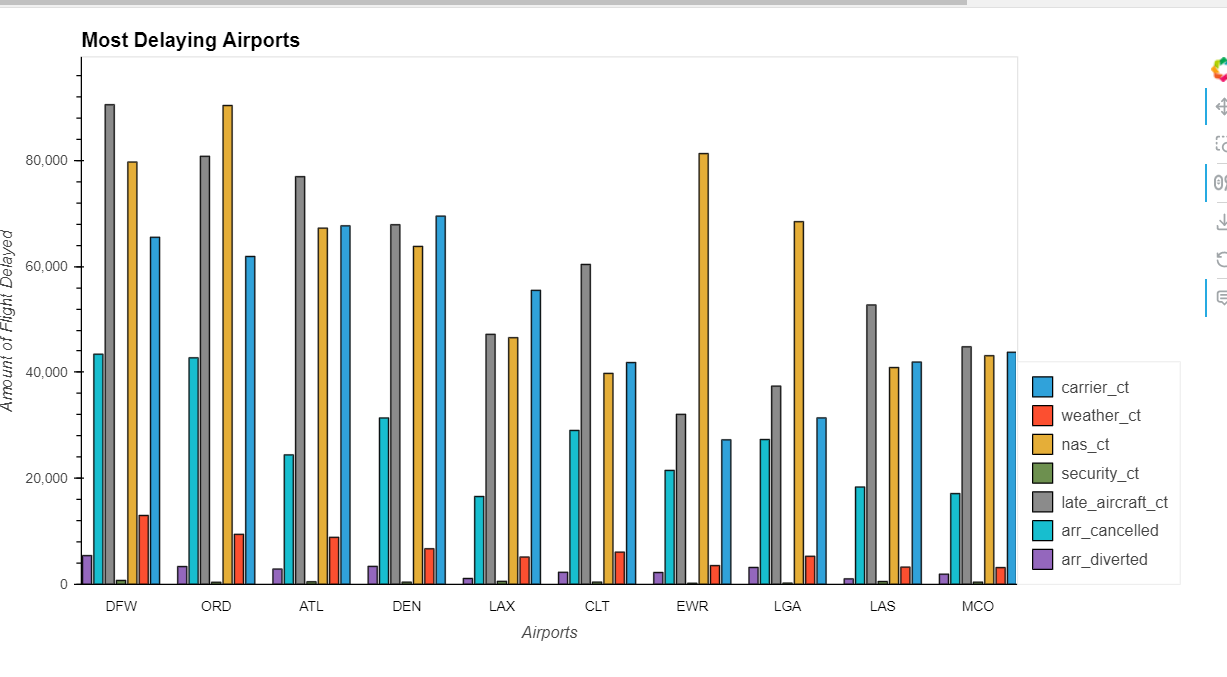 Most Delaying Airports
Amount of Flight Delayed
80,000
60,000
40,000
20,000
0
DFW ORD ATL DEN LAX CLT EWR LGA LAS MCO
Airports
carrier_ct
weather_ct
nas_ct
security_ct
late_aircraft_ct
arr_cancelled
arr_diverted